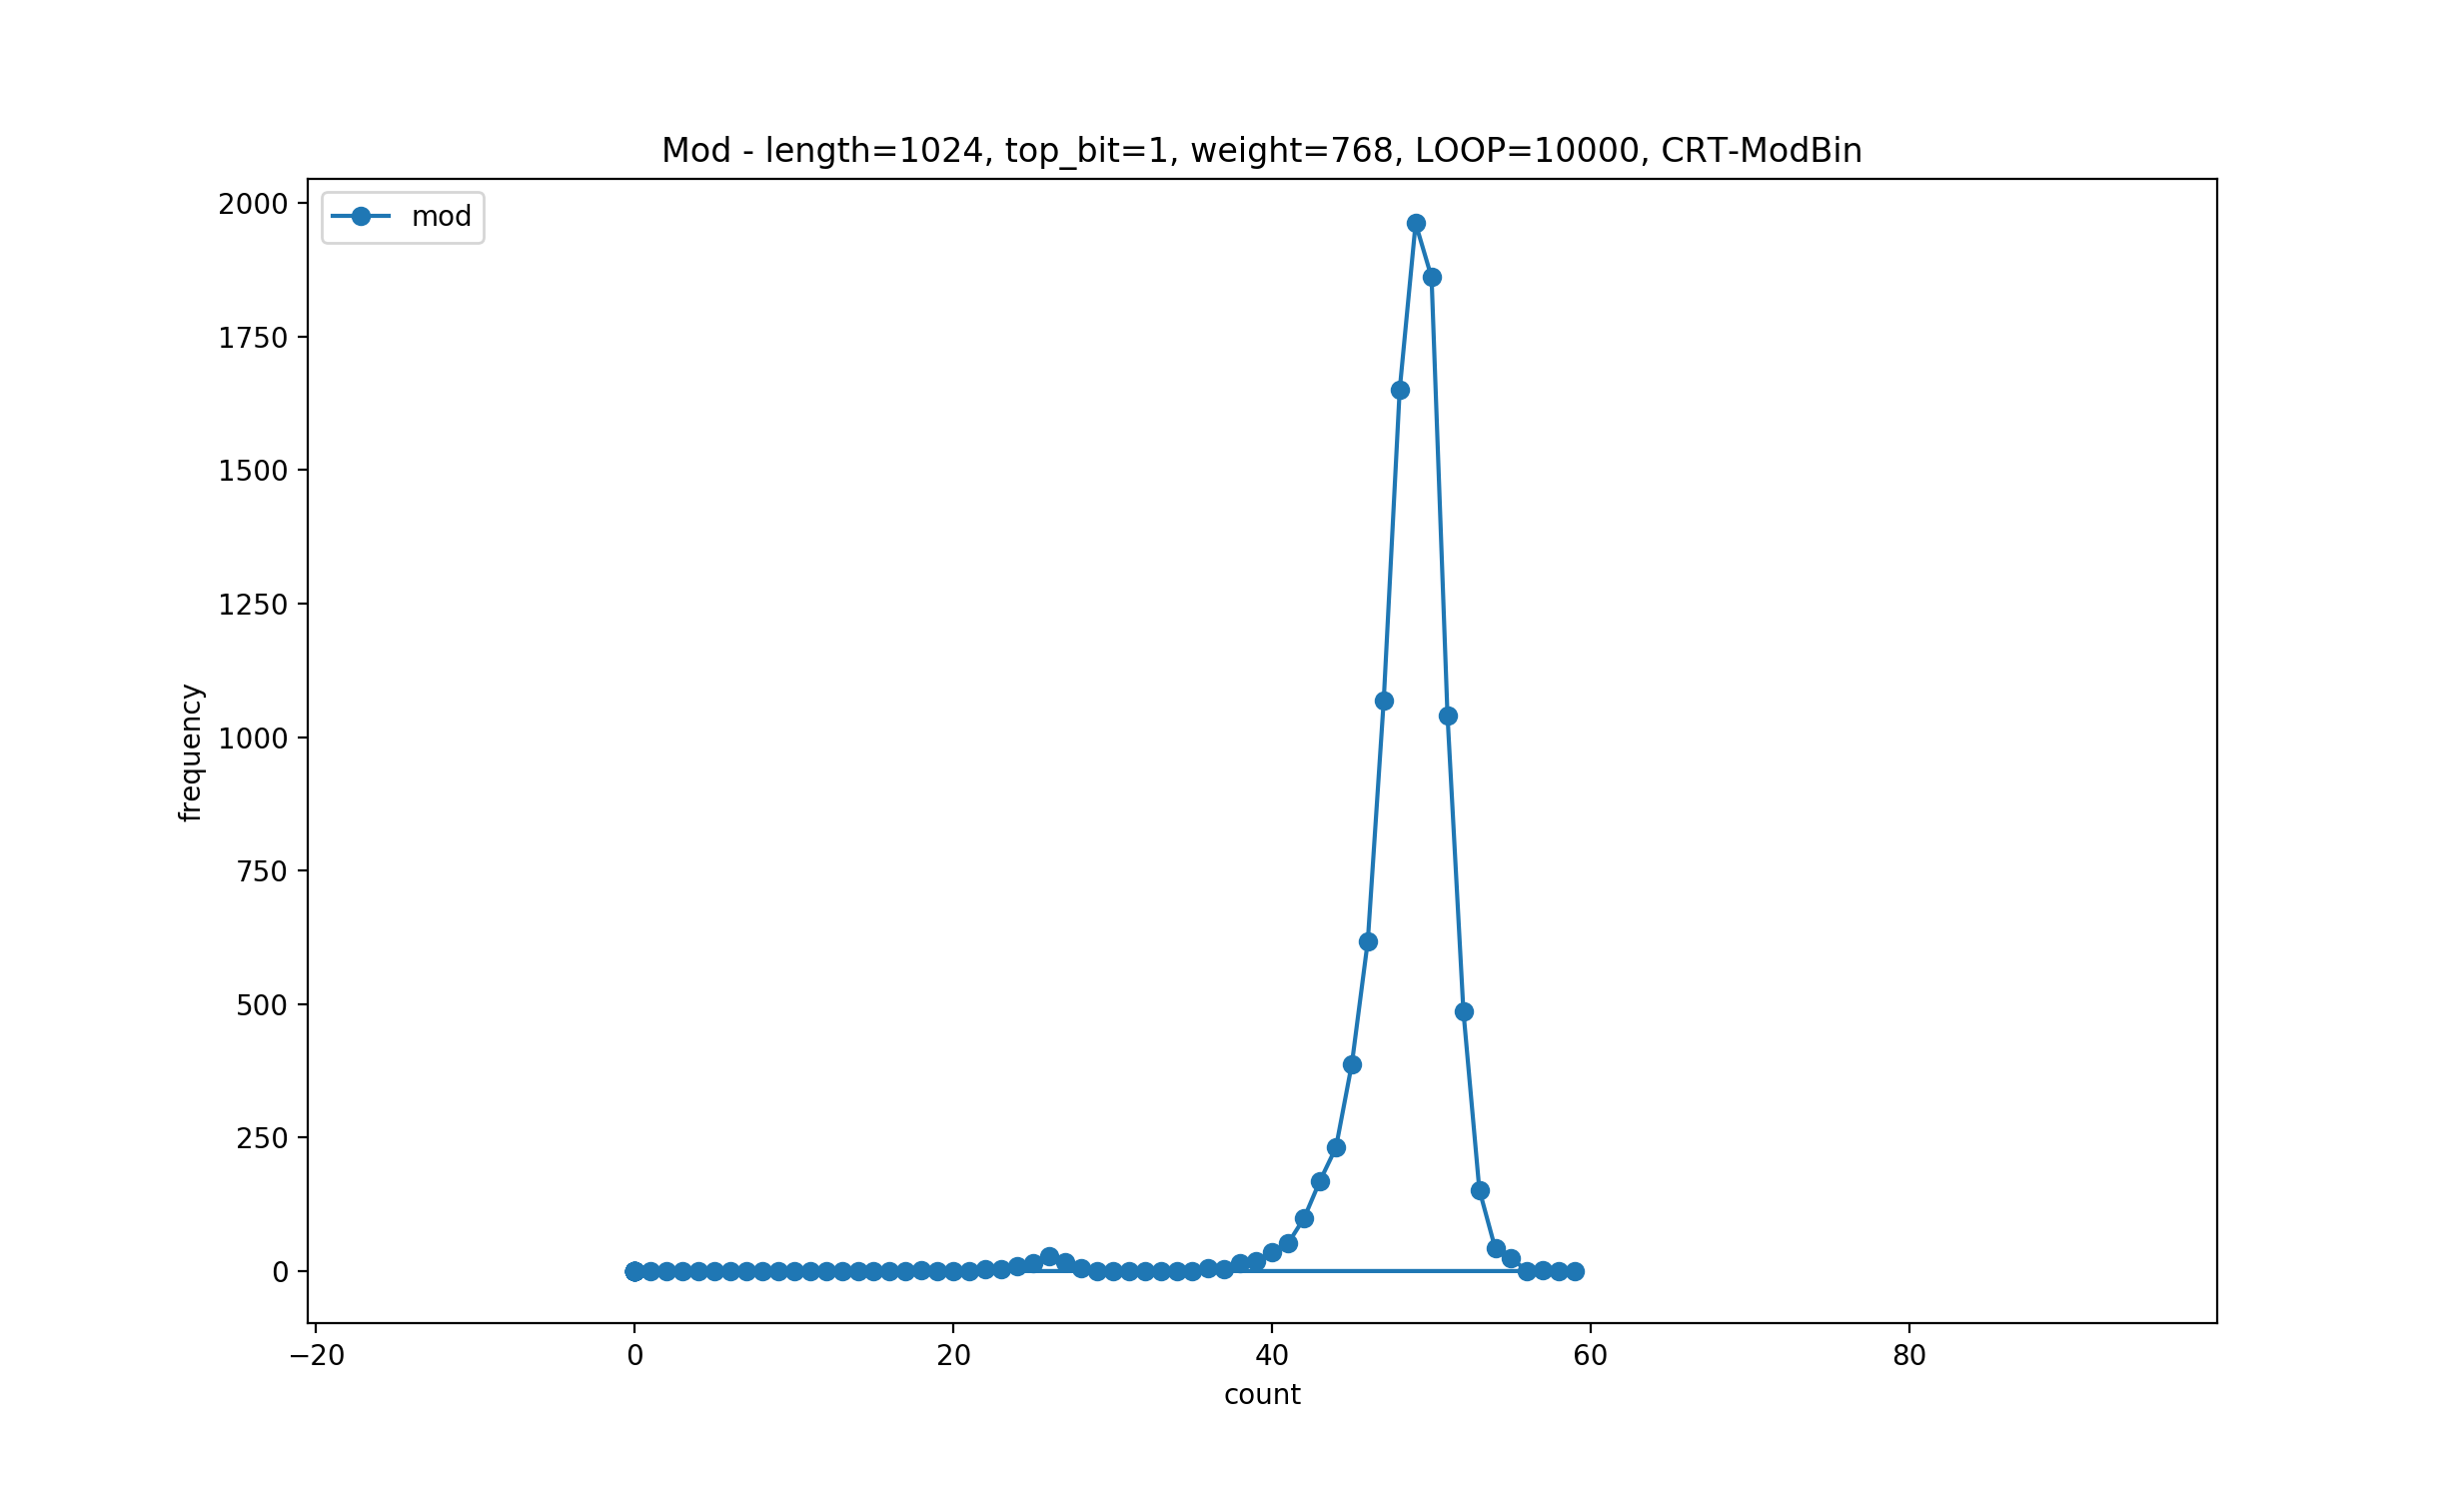 Mod - length=1024, top_bit=1, weight=768, LOOP=10000, CRT-ModBin
mod
2000
1750
1500
1250
1000
750
500
250
0
frequency
−20 0 20 40 60 80
count